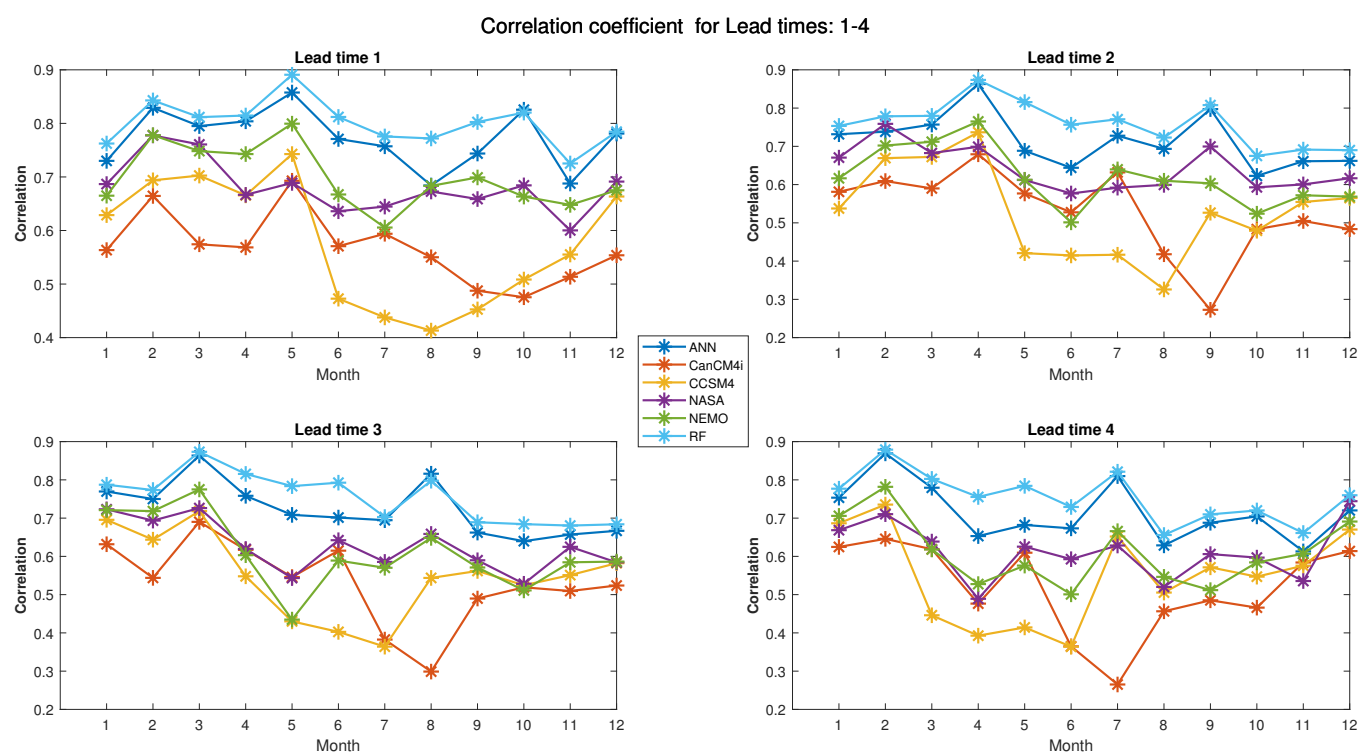 Correlation coefficient  for Lead times: 1-4
Lead time 1
0.9
0.8
0.7
0.6
0.5
0.4
Correlation
1 2 3 4 5 6 7 8 9 10 11 12
Month
Lead time 2
0.9
0.8
0.7
0.6
0.5
0.4
0.3
0.2
Correlation
1 2 3 4 5 6 7 8 9 10 11 12
Month
ANN
CanCM4i
CCSM4
NASA
NEMO
RF
Lead time 3
0.9
0.8
0.7
0.6
0.5
0.4
0.3
0.2
Correlation
1 2 3 4 5 6 7 8 9 10 11 12
Month
Lead time 4
0.9
0.8
0.7
0.6
0.5
0.4
0.3
0.2
Correlation
1 2 3 4 5 6 7 8 9 10 11 12
Month